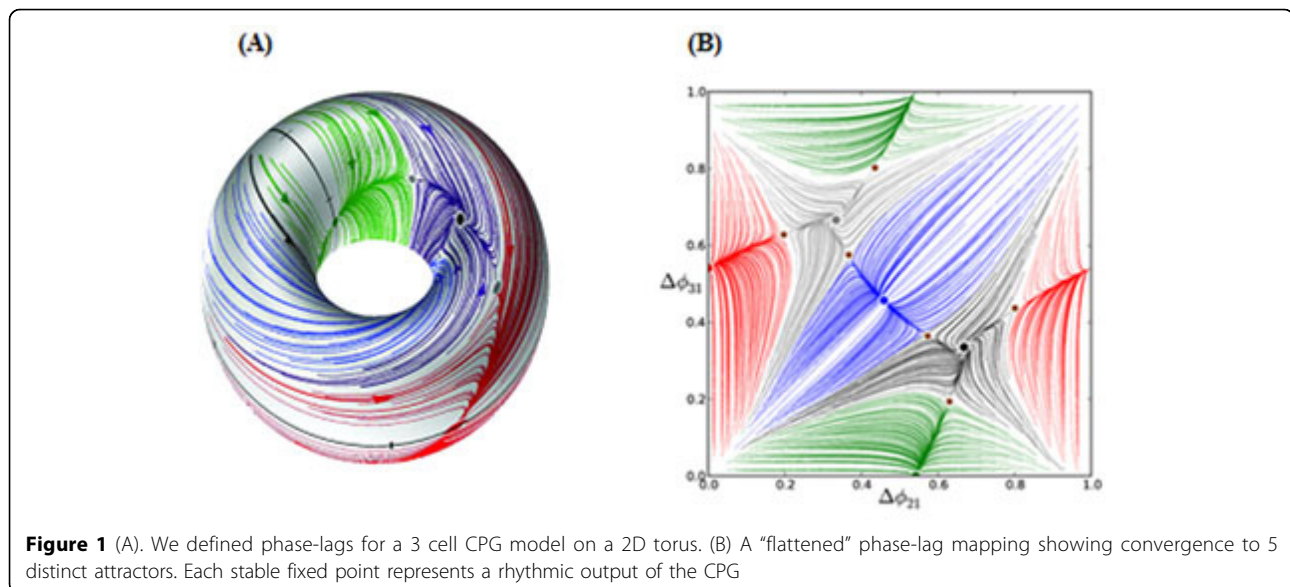 (A)
(B)
1.0
0.8
0.6
Δϕ31
0.4
0.2
0.0
0.0 0.2 0.4 0.6 0.8 1.0
Δϕ21
Figure 1 (A). We defined phase-lags for a 3 cell CPG model on a 2D torus. (B) A “flattened” phase-lag mapping showing convergence to 5
distinct attractors. Each stable fixed point represents a rhythmic output of the CPG